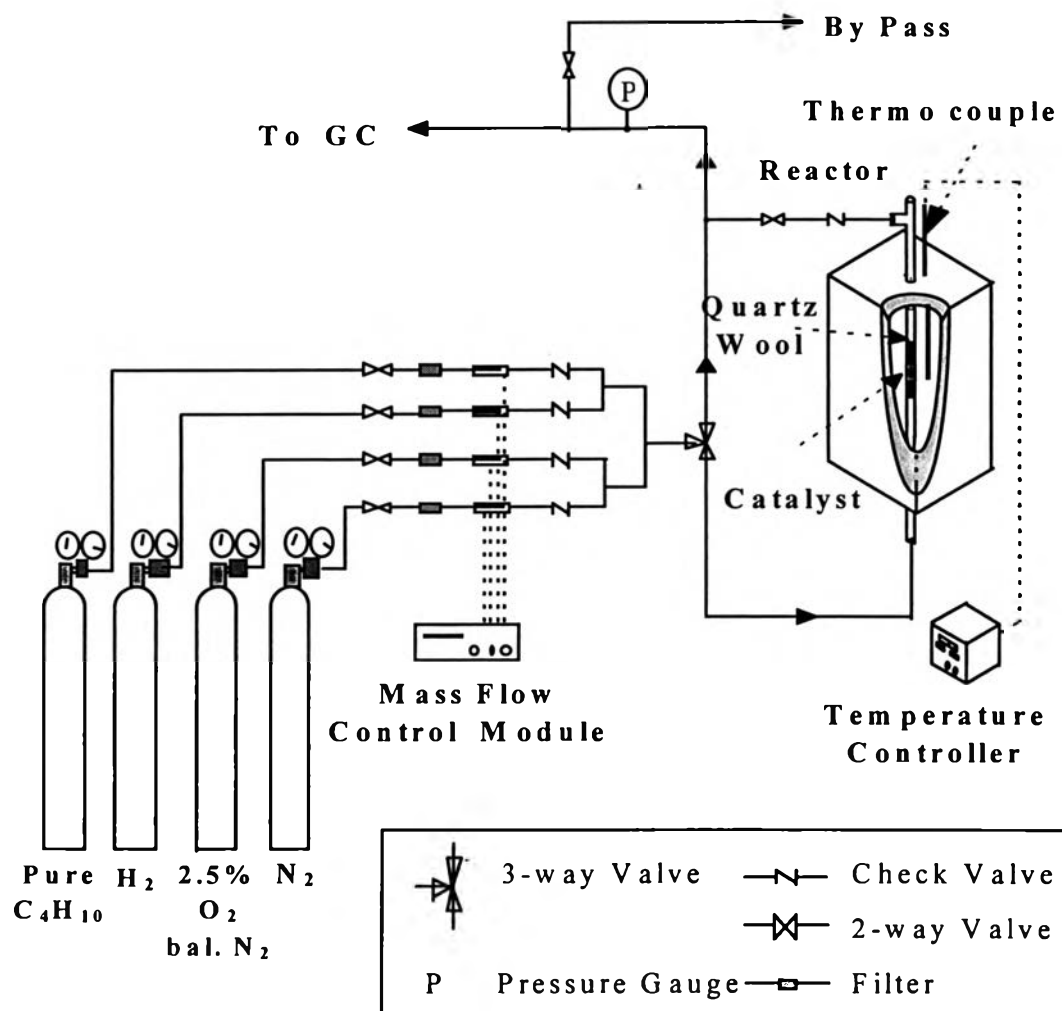 By Pass
P
Thermo couple
To GC
Reactor
Quartz
Wool
Catalyst
Mass Flow
Control Module
Temperature
Controller
Pure
C₄H₁₀
H₂
2.5%
O₂
bal. N₂
N₂
3-way Valve
Check Valve
2-way Valve
P Pressure Gauge
Filter